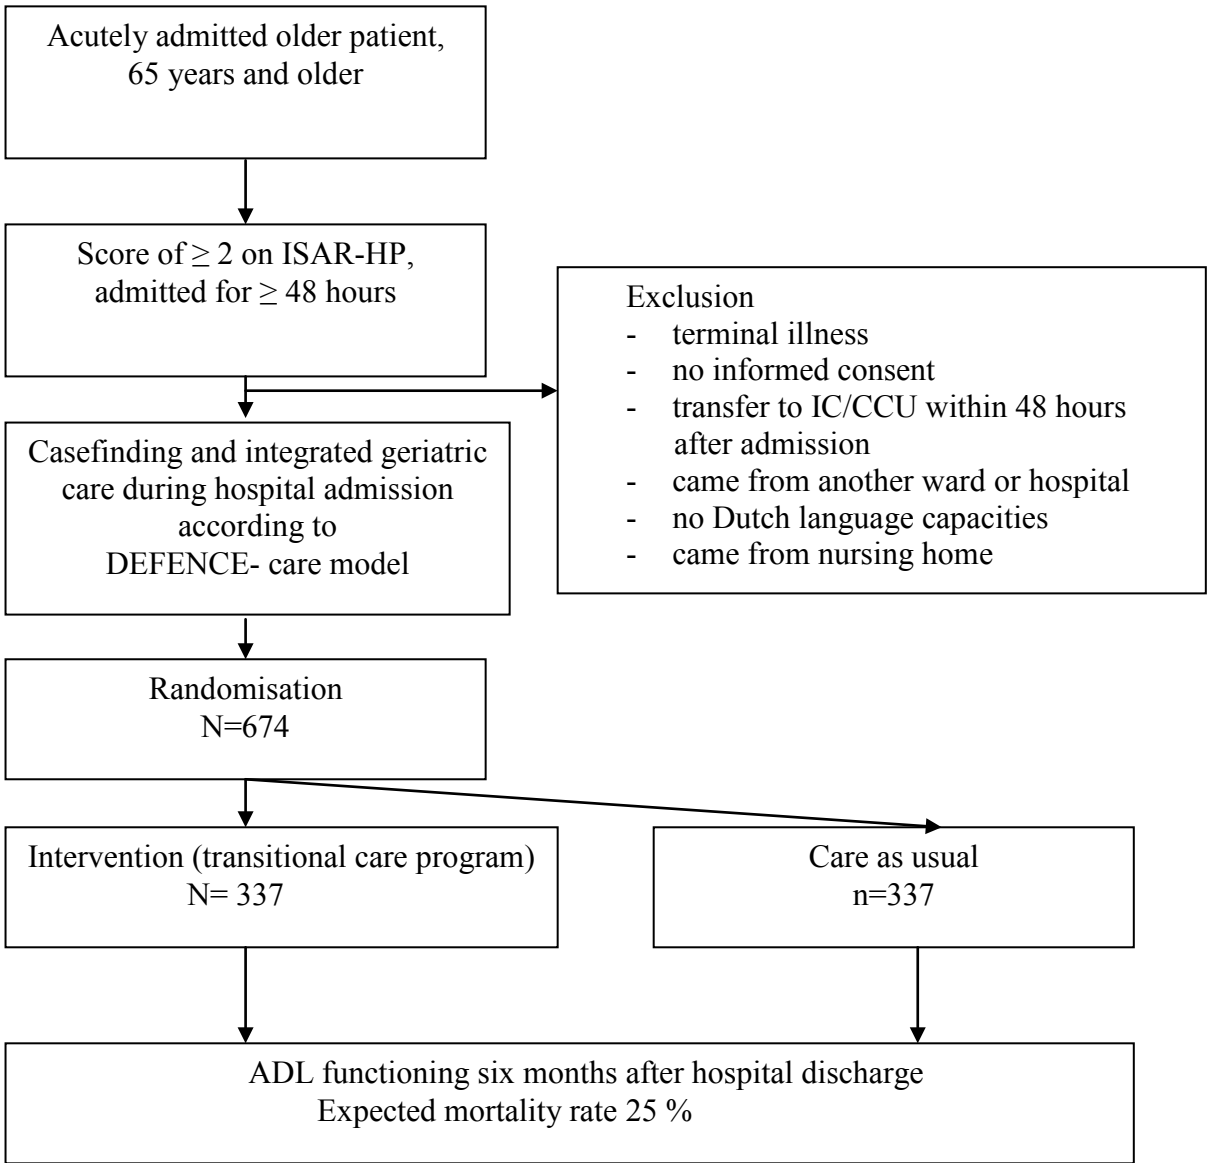 Acutely admitted older patient,
65 years and older
Score of ≥ 2 on ISAR-HP,
admitted for ≥ 48 hours
Exclusion
- terminal illness
- no informed consent
- transfer to IC/CCU within 48 hours
after admission
- came from another ward or hospital
- no Dutch language capacities
- came from nursing home
Casefinding and integrated geriatric
care during hospital admission
according to
DEFENCE- care model
Randomisation
N=674
Intervention (transitional care program)
N= 337
Care as usual
n=337
ADL functioning six months after hospital discharge
Expected mortality rate 25 %